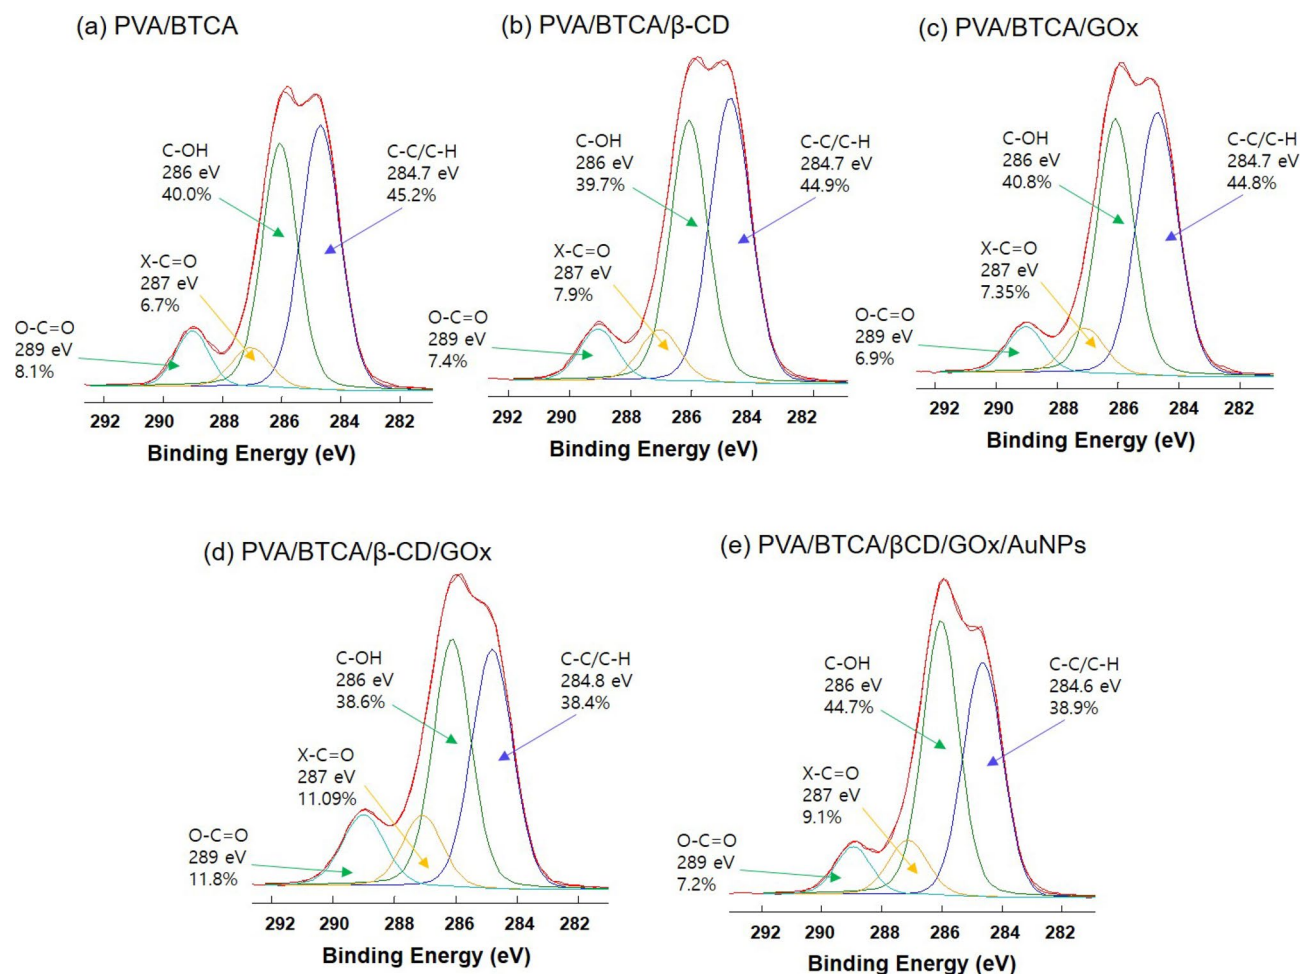 (a) PVA/BTCA
C-OH
286 eV
40.0%
C-C/C-H
284.7 eV
45.2%
X-C=O
287 eV
6.7%
O-C=O
289 eV
8.1%
292 290 288 286 284 282
Binding Energy (eV)
(b) PVA/BTCA/β-CD
C-OH
286 eV
39.7%
C-C/C-H
284.7 eV
44.9%
X-C=O
287 eV
7.9%
O-C=O
289 eV
7.4%
292 290 288 286 284 282
Binding Energy (eV)
(c) PVA/BTCA/GOx
C-OH
286 eV
40.8%
C-C/C-H
284.7 eV
44.8%
X-C=O
287 eV
7.35%
O-C=O
289 eV
6.9%
292 290 288 286 284 282
Binding Energy (eV)
(d) PVA/BTCA/β-CD/GOx
C-OH
286 eV
38.6%
C-C/C-H
284.8 eV
38.4%
X-C=O
287 eV
11.09%
O-C=O
289 eV
11.8%
292 290 288 286 284 282
Binding Energy (eV)
(e) PVA/BTCA/βCD/GOx/AuNPs
C-OH
286 eV
44.7%
C-C/C-H
284.6 eV
38.9%
X-C=O
287 eV
9.1%
O-C=O
289 eV
7.2%
292 290 288 286 284 282
Binding Energy (eV)